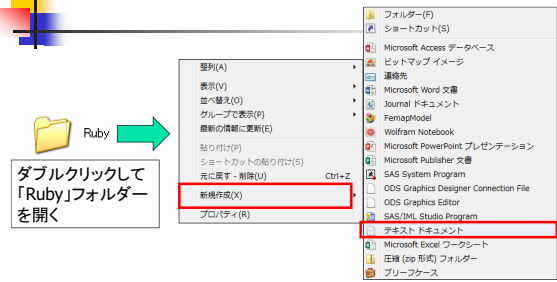 Ruby
ダブルクリックして
「Ruby」フォルダー
を開く
整列(A)
表示(V)
並べ替え(O)
グループで表示(P)
最新の情報に更新(E)
貼り付け(P)
ショートカットの貼り付け(S)
元に戻す - 削除(U) Ctrl+Z
新規作成(X)
プロパティ(R)
フォルダー(F)
ショートカット(S)
Microsoft Access データベース
ビットマップ イメージ
連絡先
Microsoft Word 文書
Journal ドキュメント
FemapModel
Wolfram Notebook
Microsoft PowerPoint プレゼンテーション
Microsoft Publisher 文書
SAS System Program
ODS Graphics Designer Connection File
ODS Graphics Editor
SAS/IML Studio Program
テキスト ドキュメント
Microsoft Excel ワークシート
圧縮 (zip 形式) フォルダー
ブリーフケース